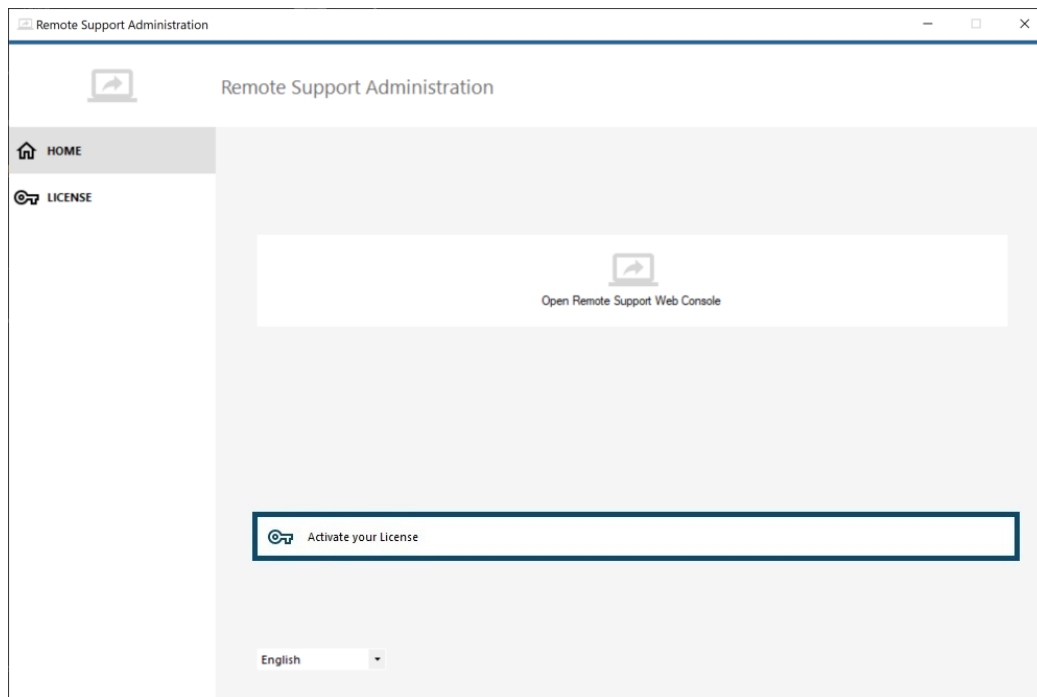 Remote Support Administration
Remote Support Administration
HOME
LICENSE
Open Remote Support Web Console
Activate your License
English